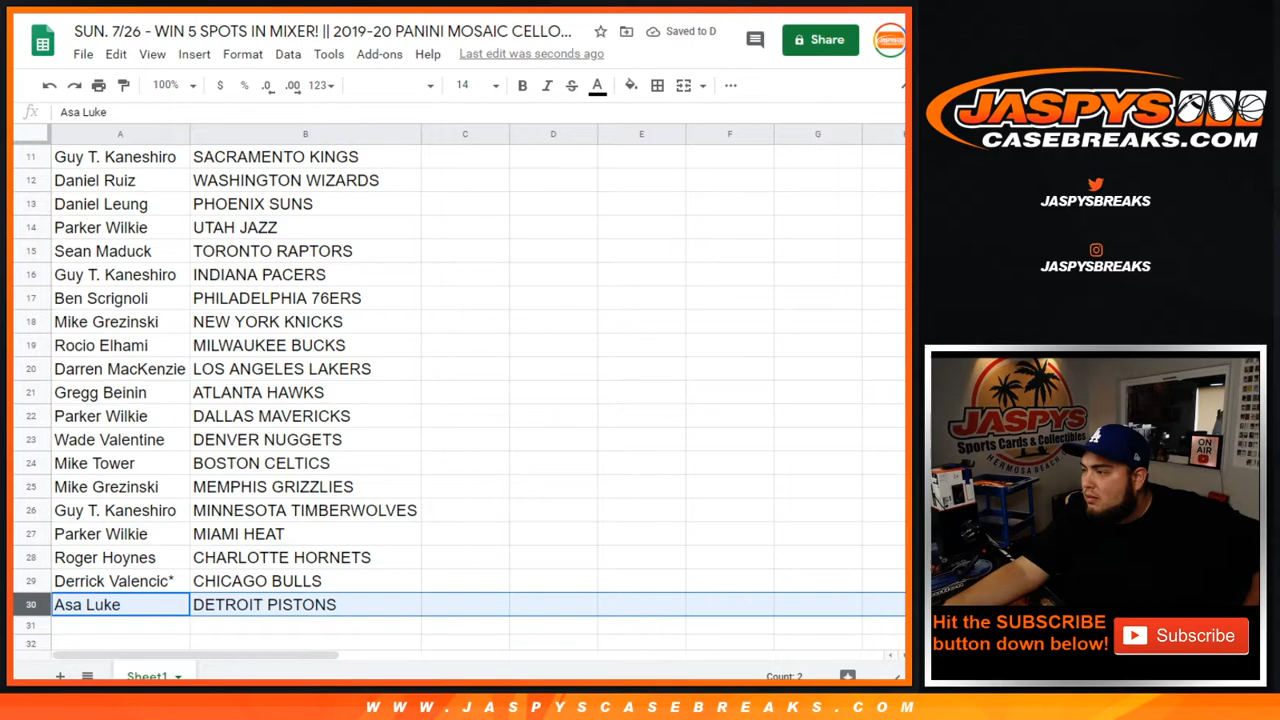 SUN. 7/26 - WIN 5 SPOTS IN MIXER! || 2019-20 PANINI MOSAIC CELLO...
Saved to D
Share
File Edit View Insert Format Data Tools Add-ons Help Last edit was seconds ago
100% $ % .0 .00 123 14 B I S A
fx Asa Luke
A B C D E F G
11 Guy T. Kaneshiro SACRAMENTO KINGS
12 Daniel Ruiz WASHINGTON WIZARDS
13 Daniel Leung PHOENIX SUNS
14 Parker Wilkie UTAH JAZZ
15 Sean Maduck TORONTO RAPTORS
16 Guy T. Kaneshiro INDIANA PACERS
17 Ben Scrignoli PHILADELPHIA 76ERS
18 Mike Grezinski NEW YORK KNICKS
19 Rocio Elhami MILWAUKEE BUCKS
20 Darren MacKenzie LOS ANGELES LAKERS
21 Gregg Beinin ATLANTA HAWKS
22 Parker Wilkie DALLAS MAVERICKS
23 Wade Valentine DENVER NUGGETS
24 Mike Tower BOSTON CELTICS
25 Mike Grezinski MEMPHIS GRIZZLIES
26 Guy T. Kaneshiro MINNESOTA TIMBERWOLVES
27 Parker Wilkie MIAMI HEAT
28 Roger Hoynes CHARLOTTE HORNETS
29 Derrick Valencic* CHICAGO BULLS
30 Asa Luke DETROIT PISTONS
31
32
Sheet1
Count: 2
JASPYS
CASEBREAKS.COM
JASPYSBREAKS
JASPYSBREAKS
JASPYS
Sports Cards & Collectibles
HERMOSA BEACH
LA
ON
AIR
Hit the SUBSCRIBE
button down below!
Subscribe
WWW.JASPYSCASEBREAKS.COM